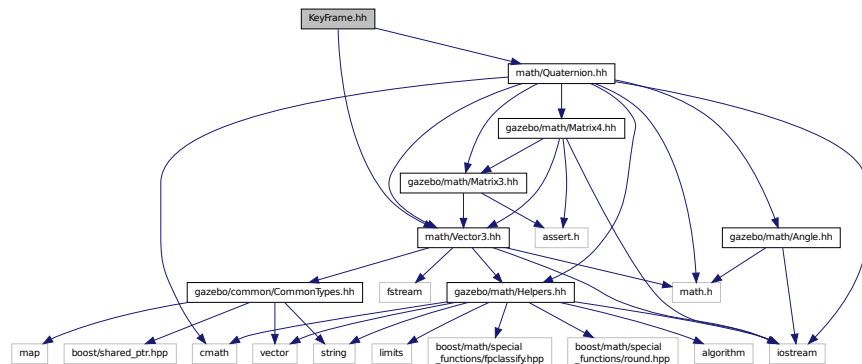 KeyFrame.hh
math/Quaternion.hh
gazebo/math/Matrix4.hh
gazebo/math/Matrix3.hh
math/Vector3.hh
assert.h
gazebo/math/Angle.hh
gazebo/common/CommonTypes.hh
fstream
gazebo/math/Helpers.hh
math.h
map
boost/shared_ptr.hpp
cmath
vector
string
limits
boost/math/special
_functions/fpclassify.hpp
boost/math/special
_functions/round.hpp
algorithm
iostream